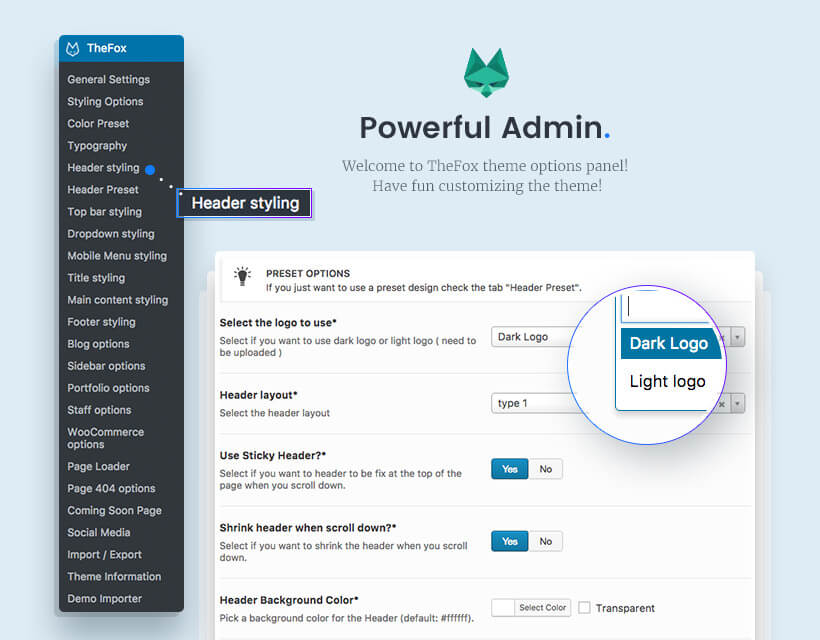 TheFox
General Settings
Styling Options
Color Preset
Typography
Header styling
Header Preset
Top bar styling
Dropdown styling
Mobile Menu styling
Title styling
Main content styling
Footer styling
Blog options
Sidebar options
Portfolio options
Staff options
WooCommerce
options
Page Loader
Page 404 options
Coming Soon Page
Social Media
Import / Export
Theme Information
Demo Importer
Header styling
Powerful Admin.
Welcome to TheFox theme options panel!
Have fun customizing the theme!
PRESET OPTIONS
If you just want to use a preset design check the tab "Header Preset".
Select the logo to use*
Select if you want to use dark logo or light logo ( need to
be uploaded )
Dark Logo
Dark Logo
Light logo
Header layout*
Select the header layout
type 1
Use Sticky Header?*
Select if you want to header to be fix at the top of the
page when you scroll down.
Yes No
Shrink header when scroll down?*
Select if you want to shrink the header when you scroll
down.
Yes No
Header Background Color*
Pick a background color for the Header (default: #ffffff).
Select Color Transparent